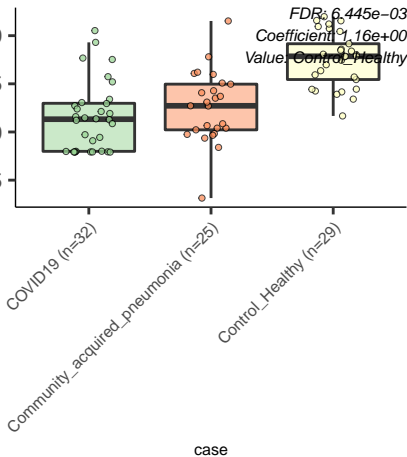 FDR: 6.445e−03
Coefficient: 1.16e+00
Value: Control_Healthy
COVID19 (n=32)
Community_acquired_pneumonia (n=25)
Control_Healthy (n=29)
case